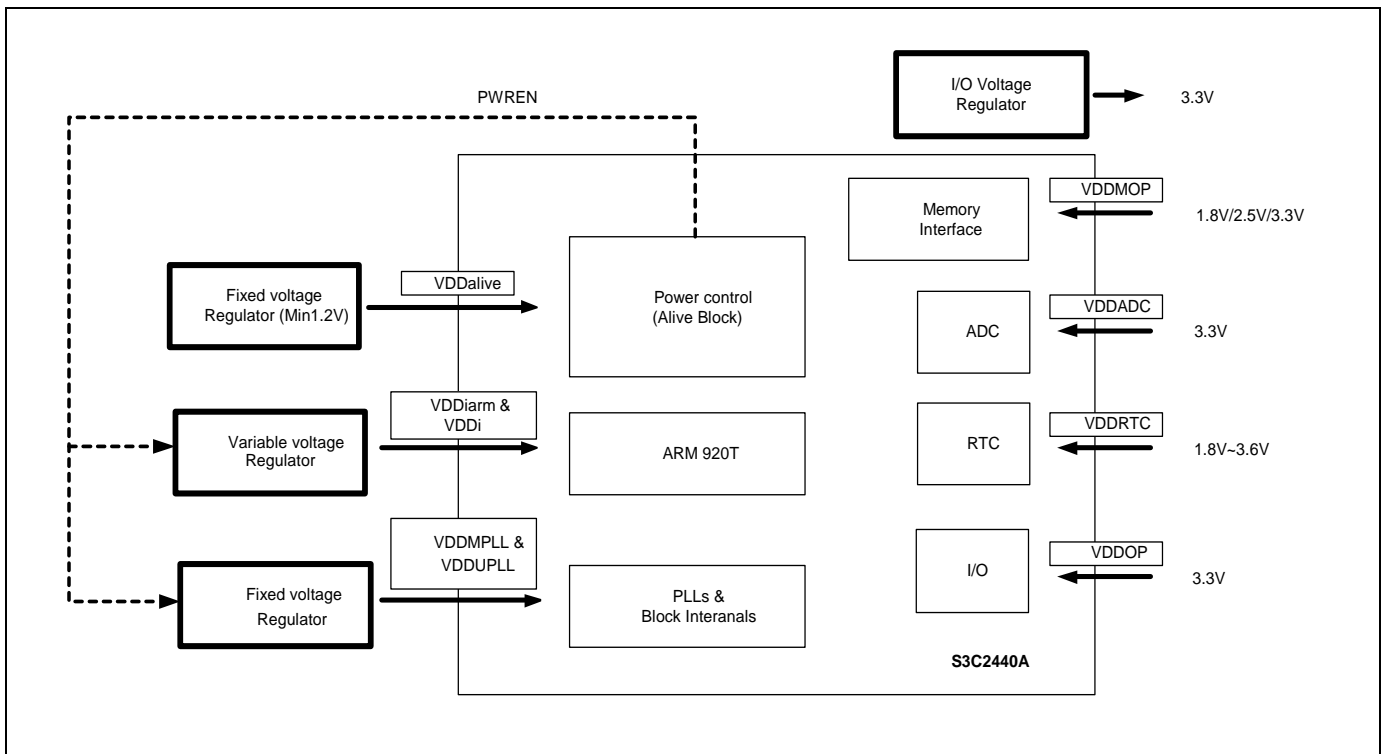 PWREN
I/O Voltage
Regulator
3.3V
VDDMOP
1.8V/2.5V/3.3V
Memory
Interface
VDDalive
Fixed voltage
Regulator (Min1.2V)
Power control
(Alive Block)
VDDADC
ADC
3.3V
VDDiarm &
VDDi
Variable voltage
Regulator
ARM 920T
VDDRTC
RTC
1.8V~3.6V
VDDMPLL &
VDDUPLL
Fixed voltage
Regulator
PLLs &
Block Interanals
VDDOP
I/O
3.3V
S3C2440A